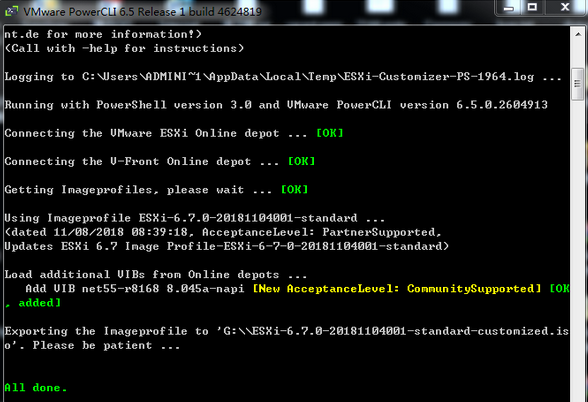 VMware PowerCLI 6.5 Release 1 build 4624819
nt.de for more information!)
(Call with -help for instructions)
Logging to C:\Users\ADMINI~1\AppData\Local\Temp\ESXi-Customizer-PS-1964.log ...
Running with PowerShell version 3.0 and VMware PowerCLI version 6.5.0.2604913
Connecting the VMware ESXi Online depot ... [OK]
Connecting the V-Front Online depot ... [OK]
Getting Imageprofiles, please wait ... [OK]
Using Imageprofile ESXi-6.7.0-20181104001-standard ...
(dated 11/08/2018 08:39:18, AcceptanceLevel: PartnerSupported,
Updates ESXi 6.7 Image Profile-ESXi-6-7-0-20181104001-standard)
Load additional VIBs from Online depots ...
Add VIB net55-r8168 8.045a-napi [New AcceptanceLevel: CommunitySupported] [OK
, added]
Exporting the Imageprofile to 'G:\\ESXi-6.7.0-20181104001-standard-customized.is
o'. Please be patient ...
All done.